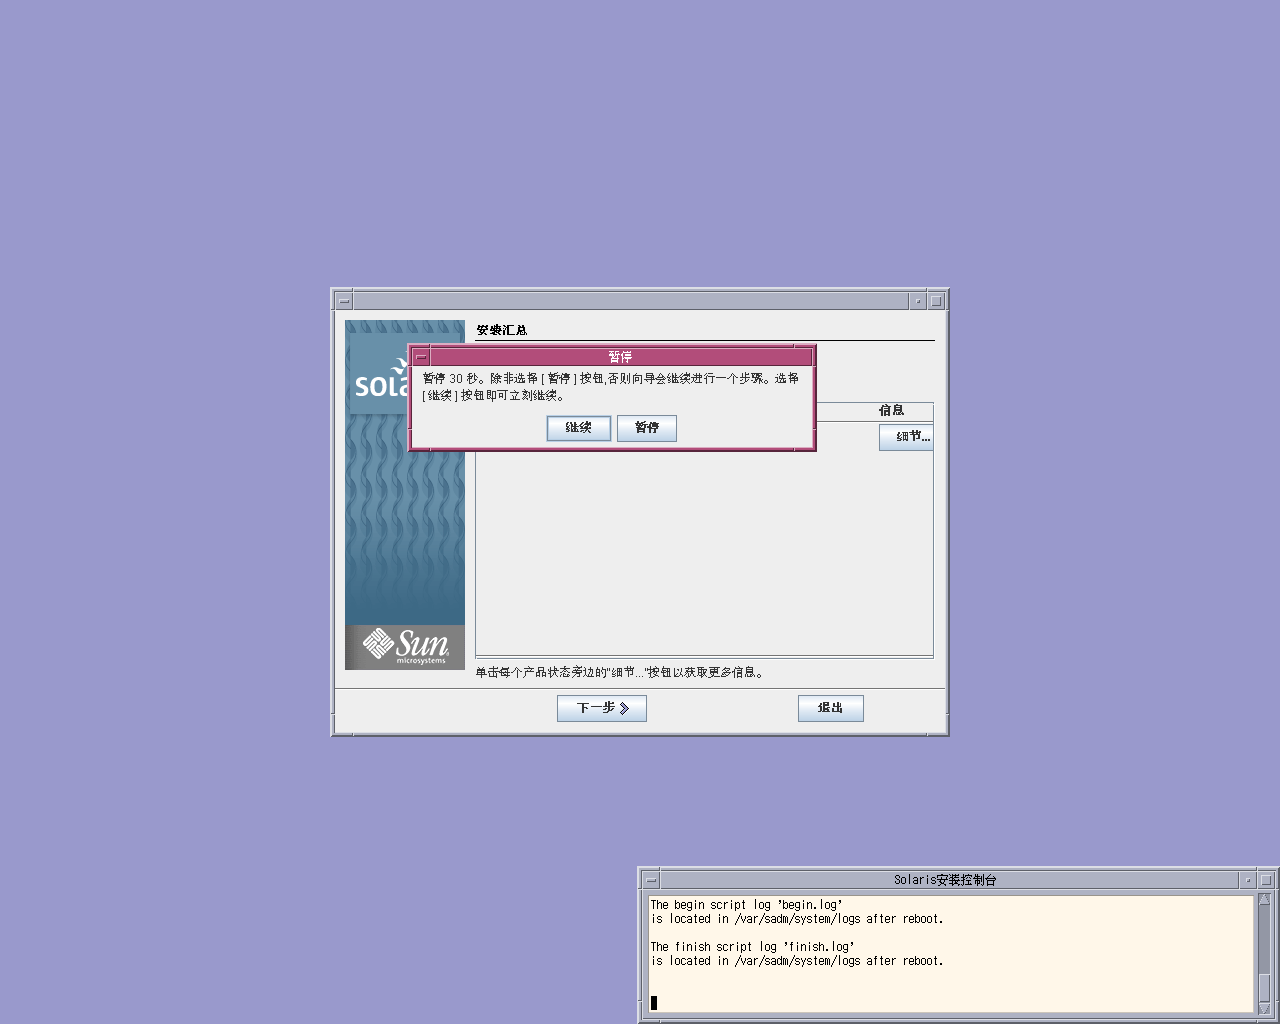 安装汇总
暂停
暂停 30 秒。除非选择 [ 暂停 ] 按钮,否则向导会继续进行一个步骤。选择
[ 继续 ] 按钮即可立刻继续。
继续 暂停
信息
细节...
Sun
microsystems
单击每个产品状态旁边的"细节..."按钮以获取更多信息。
下一步 退出
Solaris安装控制台
The begin script log 'begin.log'
is located in /var/sadm/system/logs after reboot.
The finish script log 'finish.log'
is located in /var/sadm/system/logs after reboot.